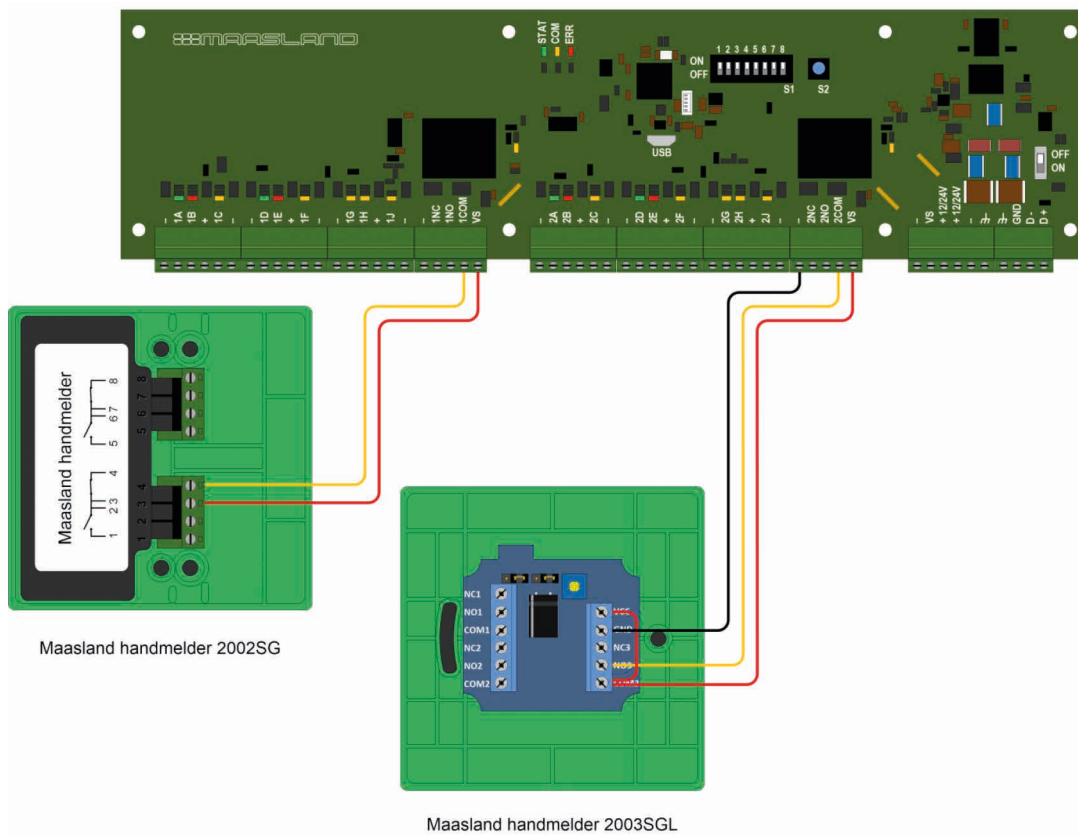 MAASLAND
STAT
COM
ERR
1 2 3 4 5 6 7 8
ON
OFF
S1
S2
USB
OFF
ON
- 1A 1B + 1C -
- 1D 1E + 1F -
- 1G 1H + 1J -
- 1NC 1NO 1COM VS
- 2A 2B + 2C -
- 2D 2E + 2F -
- 2G 2H + 2J -
- 2NC 2NO 2COM VS
- VS + 12/24V + 12/24V -
- GND D - D +
Maasland handmelder
1 23 4
5 67 8
8
7
6
5
4
3
2
1
Maasland handmelder 2002SG
NC1
NO1
COM1
NC2
NO2
COM2
GND
NC3
Maasland handmelder 2003SGL